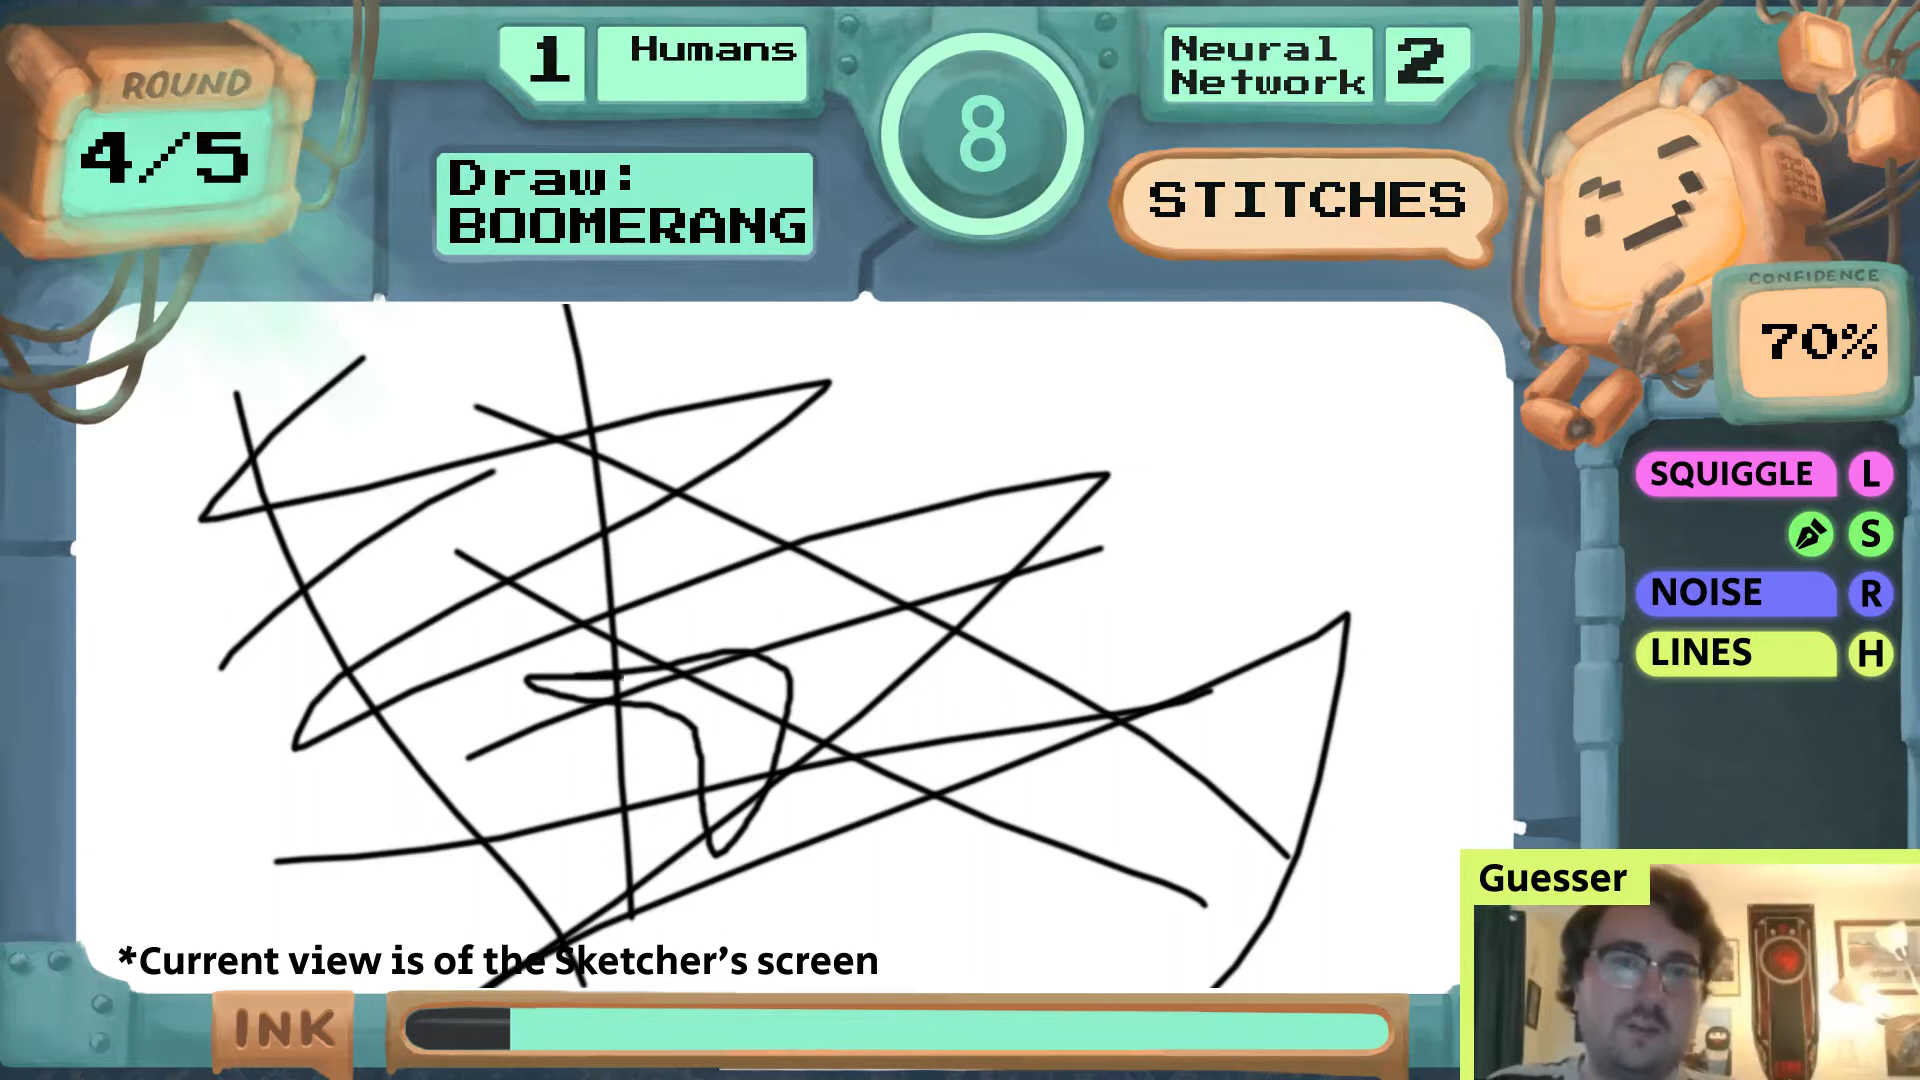 ROUND
4/5
1
Humans
8
Neural
Network
2
Draw:
BOOMERANG
STITCHES
CONFIDENCE
70%
SQUIGGLE L
S
NOISE R
LINES H
Guesser
*Current view is of the Sketcher's screen
INK